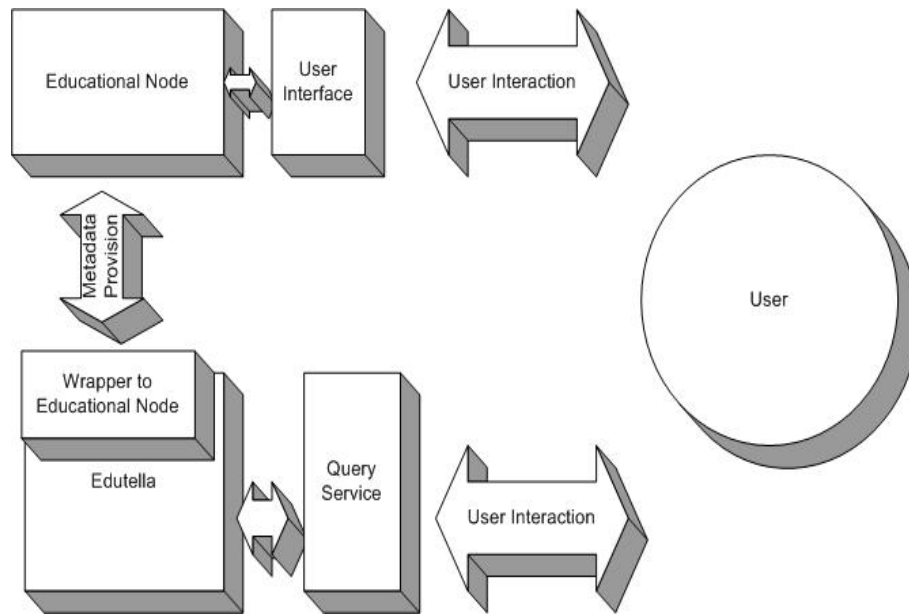 Educational Node
User
Interface
User Interaction
Metadata
Provision
User
Wrapper to
Educational Node
Edutella
Query
Service
User Interaction